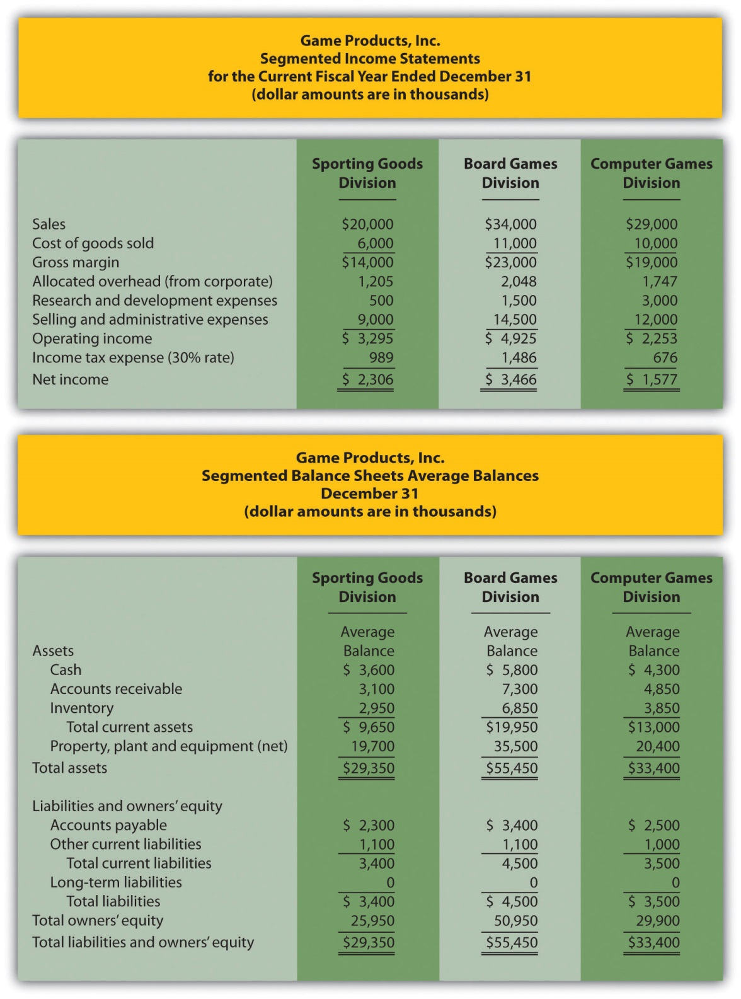 Game Products, Inc.
Segmented Income Statements
for the Current Fiscal Year Ended December 31
(dollar amounts are in thousands)
Sporting Goods Division Board Games Division Computer Games Division
Sales $20,000 $34,000 $29,000
Cost of goods sold 6,000 11,000 10,000
Gross margin $14,000 $23,000 $19,000
Allocated overhead (from corporate) 1,205 2,048 1,747
Research and development expenses 500 1,500 3,000
Selling and administrative expenses 9,000 14,500 12,000
Operating income $ 3,295 $ 4,925 $ 2,253
Income tax expense (30% rate) 989 1,486 676
Net income $ 2,306 $ 3,466 $ 1,577
Game Products, Inc.
Segmented Balance Sheets Average Balances
December 31
(dollar amounts are in thousands)
Sporting Goods Division Board Games Division Computer Games Division
Average Average Average
Assets Balance Balance Balance
Cash $ 3,600 $ 5,800 $ 4,300
Accounts receivable 3,100 7,300 4,850
Inventory 2,950 6,850 3,850
Total current assets $ 9,650 $19,950 $13,000
Property, plant and equipment (net) 19,700 35,500 20,400
Total assets $29,350 $55,450 $33,400
Liabilities and owners’ equity
Accounts payable $ 2,300 $ 3,400 $ 2,500
Other current liabilities 1,100 1,100 1,000
Total current liabilities 3,400 4,500 3,500
Long-term liabilities 0 0 0
Total liabilities $ 3,400 $ 4,500 $ 3,500
Total owners’ equity 25,950 50,950 29,900
Total liabilities and owners’ equity $29,350 $55,450 $33,400